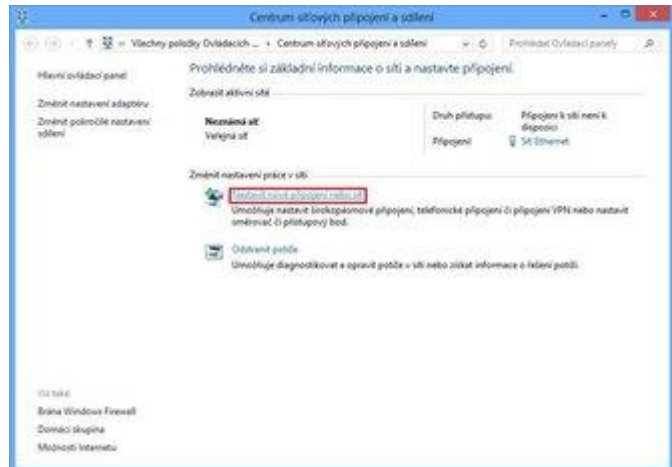 Centrum síťových připojení a sdílení
Všechny položky Ovládacích ... Centrum síťových připojení a sdílení
Prohledat Ovládací panely
Hlavní ovládací panel
Změnit nastavení adaptéru
Změnit pokročilé nastavení
sdílení
Prohlédněte si základní informace o síti a nastavte připojení.
Zobrazit aktivní sítě
Neznámá síť
Veřejná síť
Druh přístupu: Připojení k síti není k
dispozici
Připojení: Síť Ethernet
Změnit nastavení práce v síti
Nastavit nové připojení nebo síť
Umožňuje nastavit širokopásmové připojení, telefonické připojení či připojení VPN nebo nastavit
směrovač či přístupový bod.
Odstranit potíže
Umožňuje diagnostikovat a opravit potíže v síti nebo získat informace o řešení potíží.
Viz také
Brána Windows Firewall
Domácí skupina
Možnosti Internetu